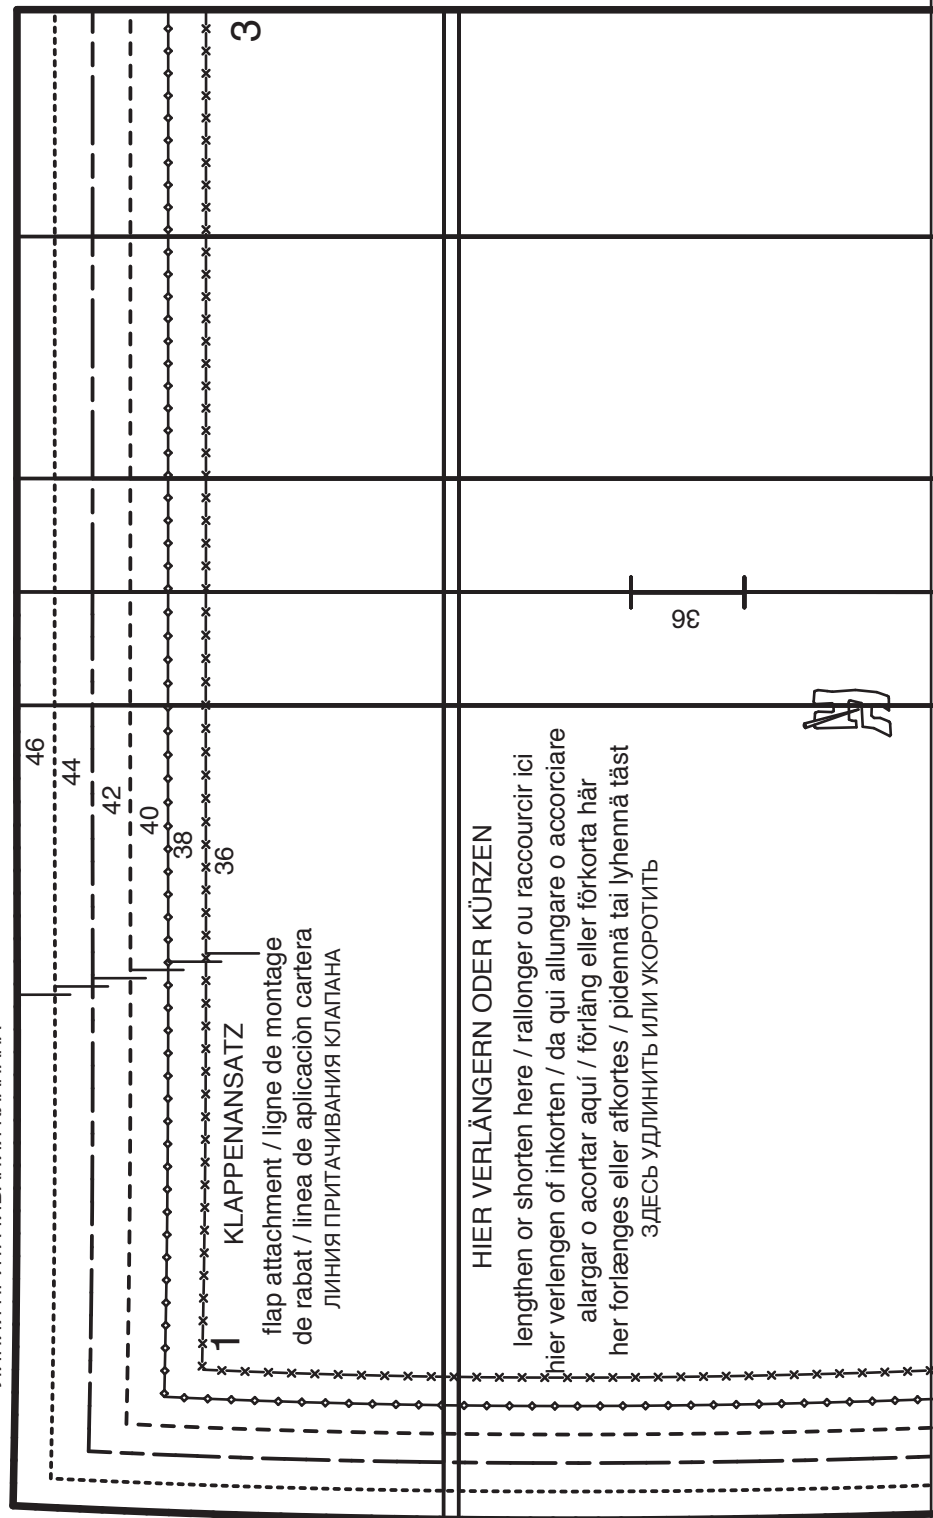 3
46
44
42
40
38
36
1
KLAPPENANSATZ
flap attachment / ligne de montage
de rabat / linea de aplicaciòn cartera
ЛИНИЯ ПРИТАЧИВАНИЯ КЛАПАНА
HIER VERLÄNGERN ODER KÜRZEN
lengthen or shorten here / rallonger ou raccourcir ici
hier verlengen of inkorten / da qui allungare o accorciare
alargar o acortar aquí / förläng eller förkorta här
her forlænges eller afkortes / pidennä tai lyhennä täst
ЗДЕСЬ УДЛИНИТЬ ИЛИ УКОРОТИТЬ
36